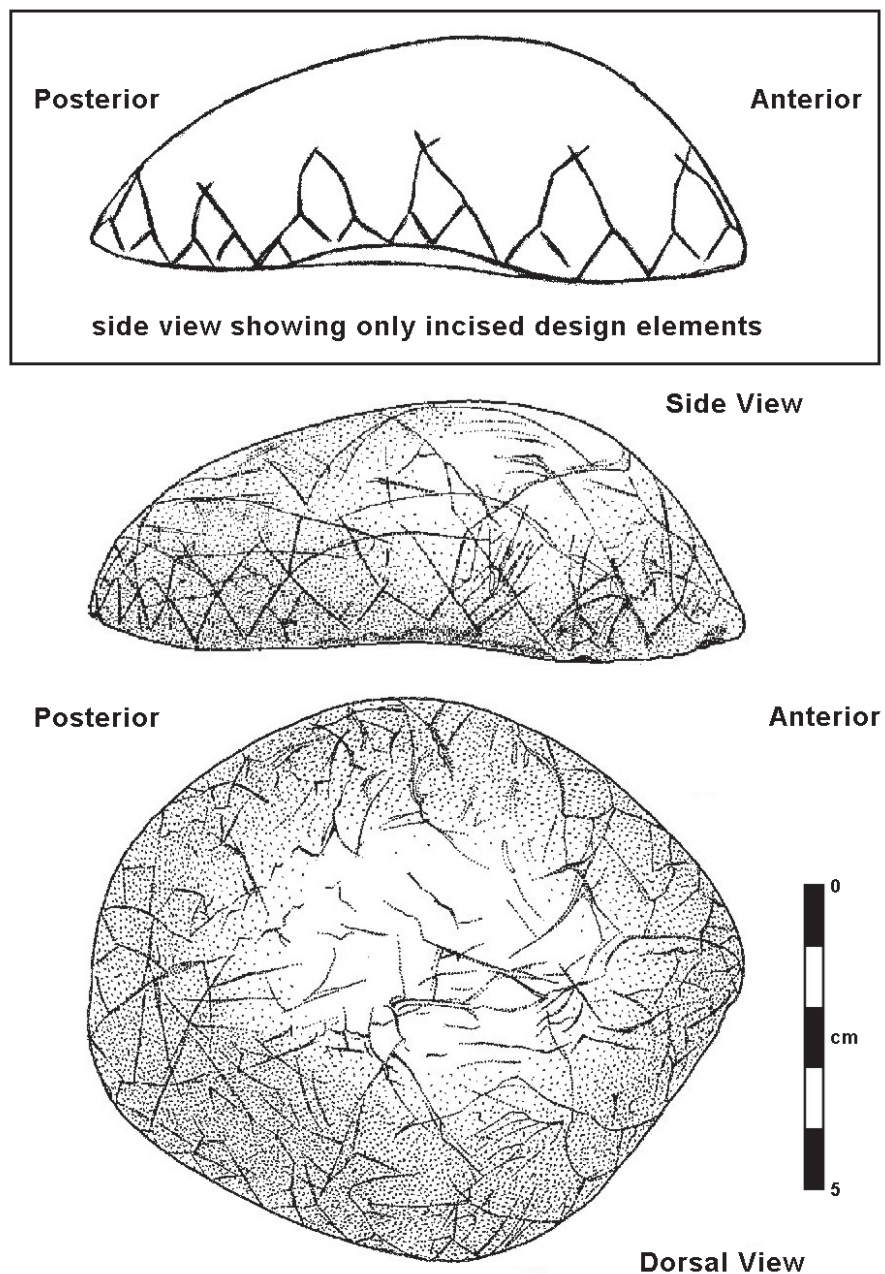 Posterior
Anterior
side view showing only incised design elements
Side View
Posterior
Anterior
0
cm
5
Dorsal View